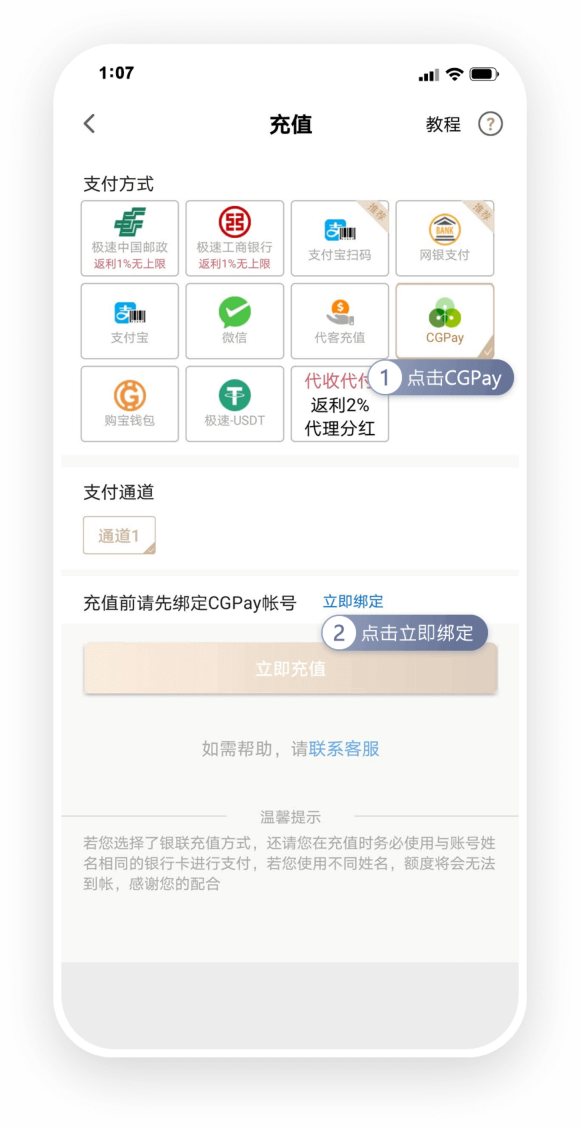 1:07
充值
教程
?
支付方式
极速中国邮政
返利1%无上限
极速工商银行
返利1%无上限
推荐
支付宝扫码
推荐
BANK
网银支付
支付宝
微信
代客充值
CGPay
购宝钱包
极速-USDT
代收代付
返利2%
代理分红
1 点击CGPay
支付通道
通道1
充值前请先绑定CGPay帐号 立即绑定
2 点击立即绑定
立即充值
如需帮助，请联系客服
温馨提示
若您选择了银联充值方式，还请您在充值时务必使用与账号姓
名相同的银行卡进行支付，若您使用不同姓名，额度将会无法
到帐，感谢您的配合